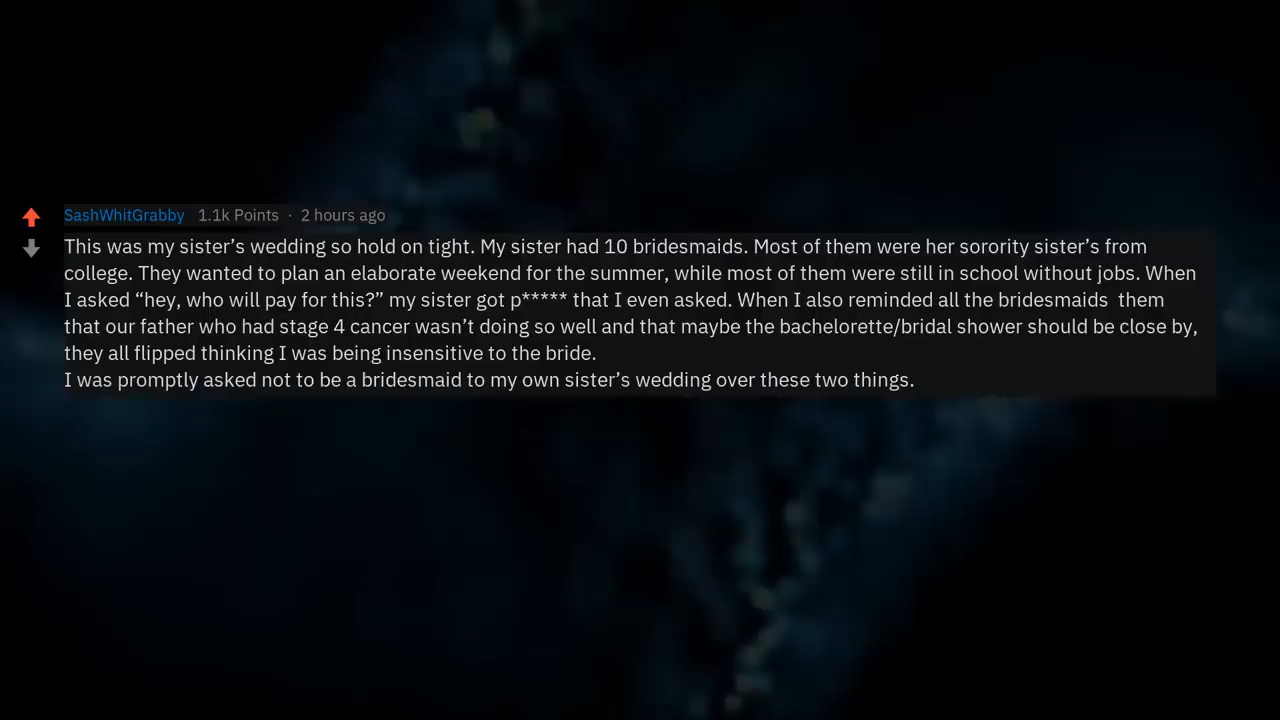 SashWhitGrabby 1.1k Points · 2 hours ago
This was my sister’s wedding so hold on tight. My sister had 10 bridesmaids. Most of them were her sorority sister’s from
college. They wanted to plan an elaborate weekend for the summer, while most of them were still in school without jobs. When
I asked “hey, who will pay for this?” my sister got p***** that I even asked. When I also reminded all the bridesmaids  them
that our father who had stage 4 cancer wasn’t doing so well and that maybe the bachelorette/bridal shower should be close by,
they all flipped thinking I was being insensitive to the bride.
I was promptly asked not to be a bridesmaid to my own sister’s wedding over these two things.